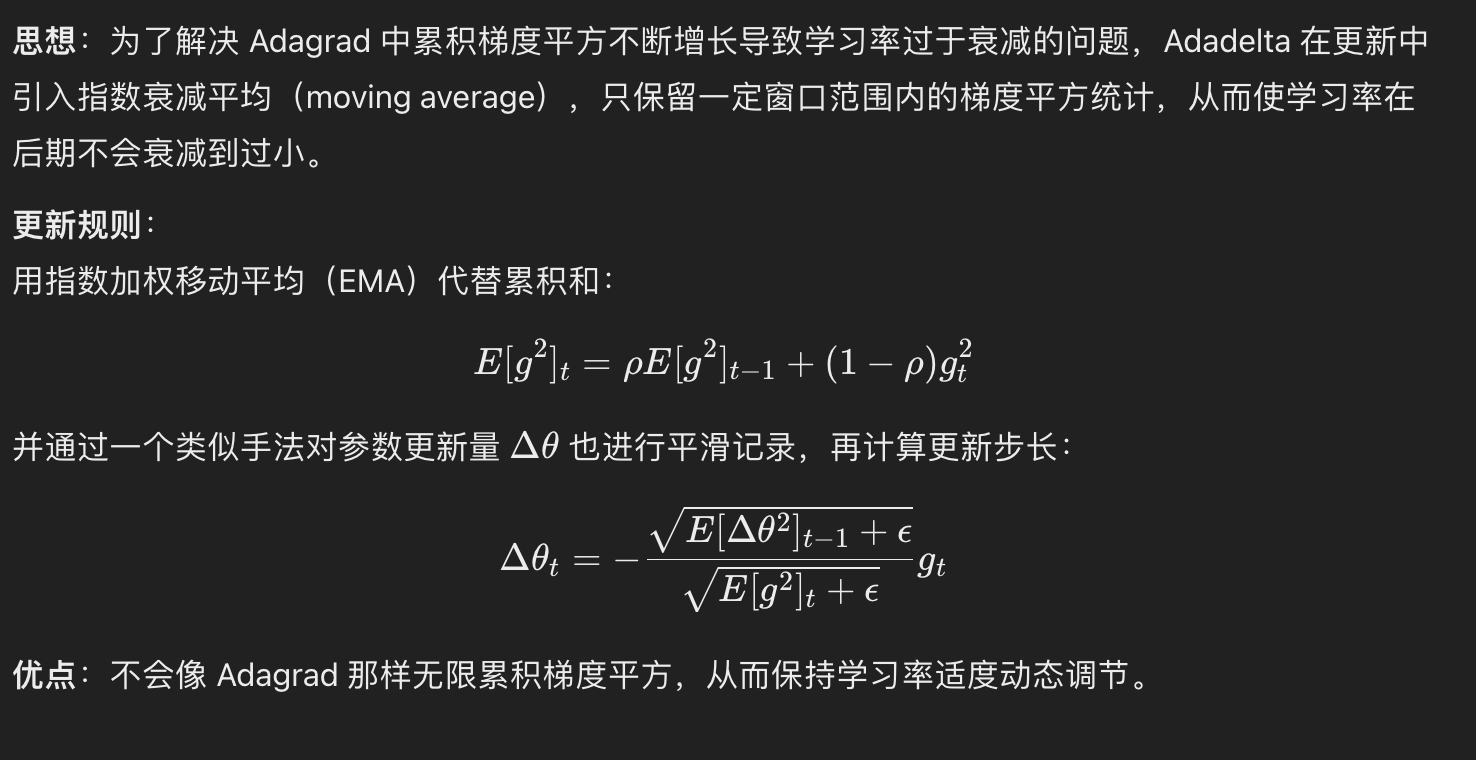 思想：为了解决 Adagrad 中累积梯度平方不断增长导致学习率过于衰减的问题，Adadelta 在更新中
引入指数衰减平均（moving average），只保留一定窗口范围内的梯度平方统计，从而使学习率在
后期不会衰减到过小。
更新规则：
用指数加权移动平均（EMA）代替累积和：
$E[g^2]_t = \rho E[g^2]_{t-1} + (1 - \rho) g_t^2$
并通过一个类似手法对参数更新量 $\Delta\theta$ 也进行平滑记录，再计算更新步长：
$\Delta\theta_t = -\frac{\sqrt{E[\Delta\theta^2]_{t-1} + \epsilon}}{\sqrt{E[g^2]_t + \epsilon}} g_t$
优点：不会像 Adagrad 那样无限累积梯度平方，从而保持学习率适度动态调节。